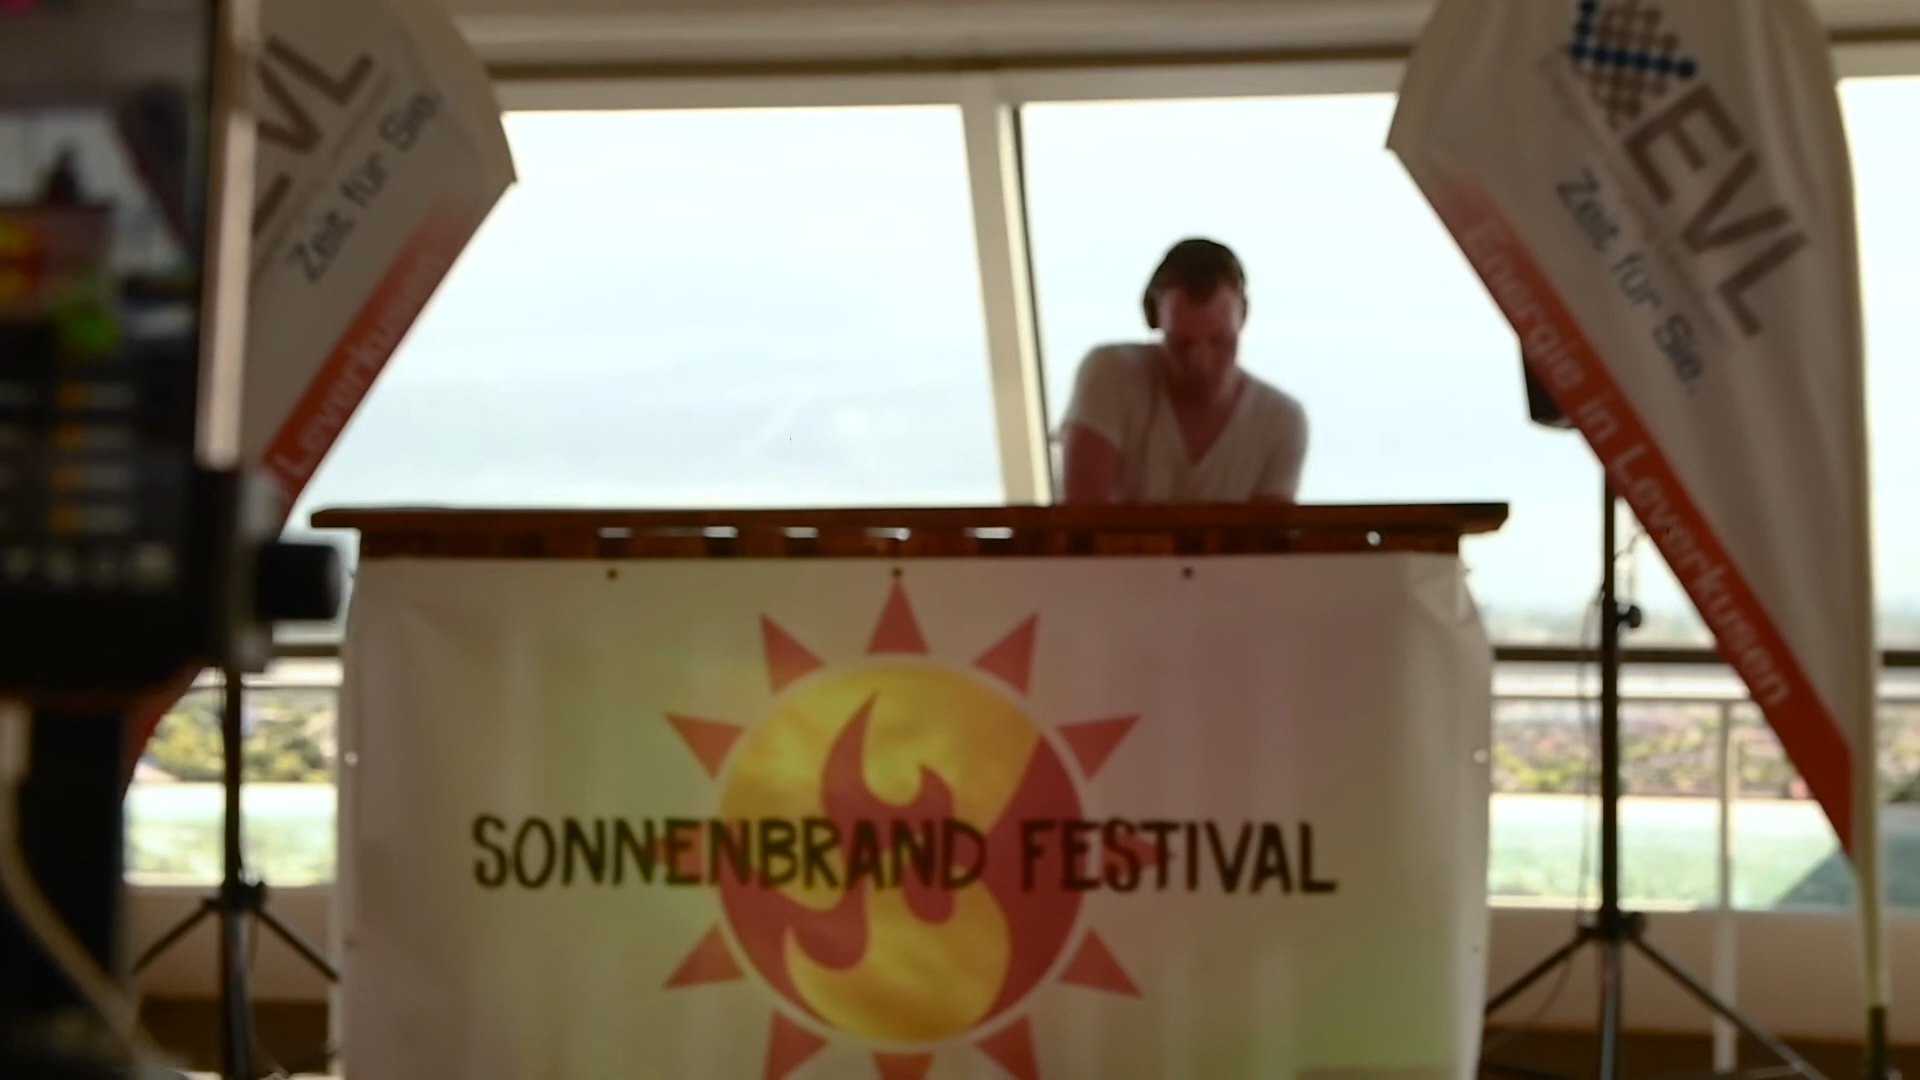 EVL
Zeit für Sie.
Leverkusen
EVL
Zeit für Sie.
Energie in Leverkusen
SONNENBRAND FESTIVAL